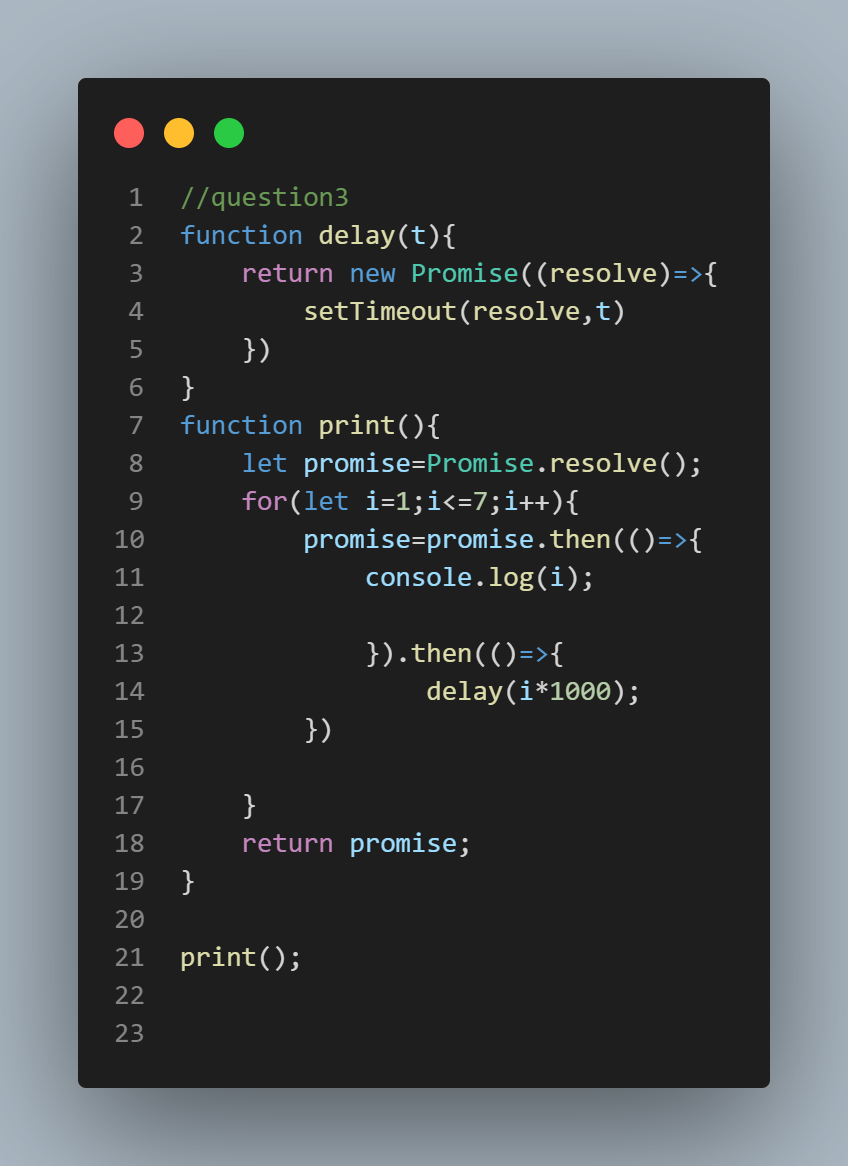 1 //question3
2 function delay(t){
3     return new Promise((resolve)=>{
4         setTimeout(resolve,t)
5     })
6 }
7 function print(){
8     let promise=Promise.resolve();
9     for(let i=1;i<=7;i++){
10         promise=promise.then(()=>{
11             console.log(i);
12
13             }).then(()=>{
14                 delay(i*1000);
15         })
16
17     }
18     return promise;
19 }
20
21 print();
22
23